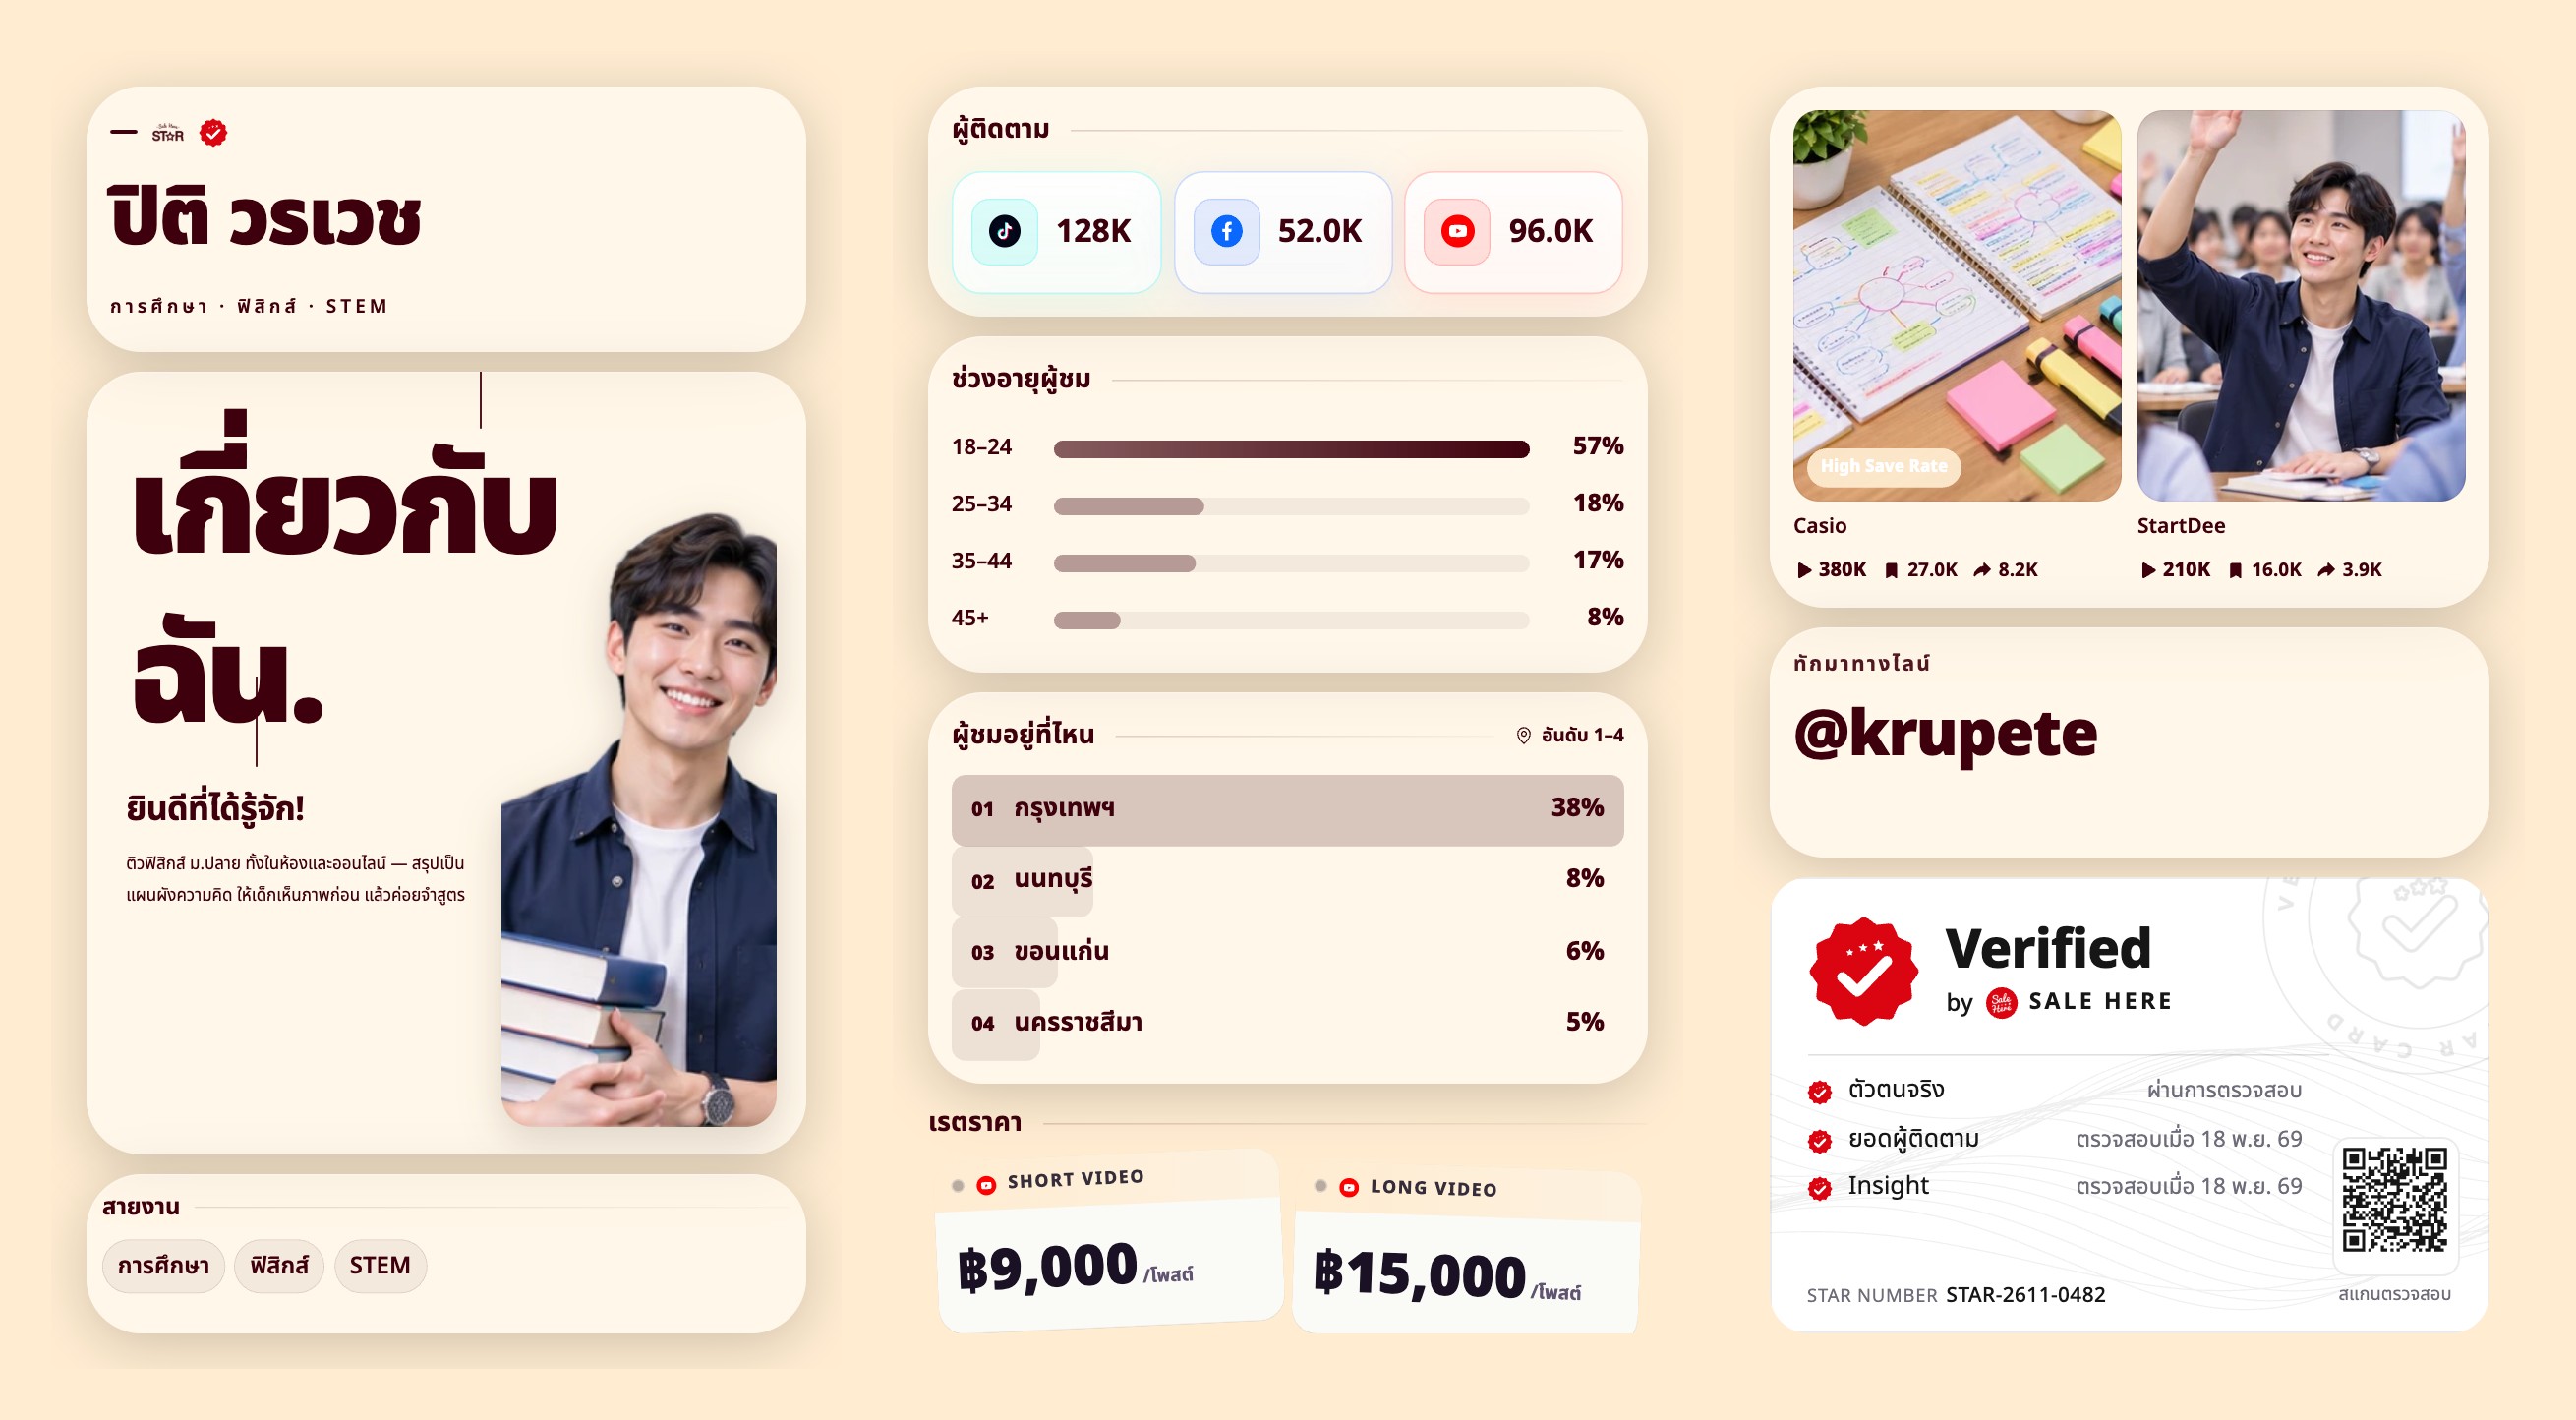 Sale Here
STAR
ปิติ วรเวช
การศึกษา · ฟิสิกส์ · STEM
เกี่ยวกับ
ฉัน.
ยินดีที่ได้รู้จัก!
ติวฟิสิกส์ ม.ปลาย ทั้งในห้องและออนไลน์ — สรุปเป็น
แผนผังความคิด ให้เด็กเห็นภาพก่อน แล้วค่อยจำสูตร
สายงาน
การศึกษา ฟิสิกส์ STEM
ผู้ติดตาม
128K 52.0K 96.0K
ช่วงอายุผู้ชม
18–24 57%
25–34 18%
35–44 17%
45+ 8%
ผู้ชมอยู่ที่ไหน อันดับ 1–4
01 กรุงเทพฯ 38%
02 นนทบุรี 8%
03 ขอนแก่น 6%
04 นครราชสีมา 5%
เรตราคา
SHORT VIDEO
฿9,000 /โพสต์
LONG VIDEO
฿15,000 /โพสต์
High Save Rate
Casio
380K 27.0K 8.2K
StartDee
210K 16.0K 3.9K
ทักมาทางไลน์
@krupete
Verified
by Sale Here SALE HERE
ตัวตนจริง ผ่านการตรวจสอบ
ยอดผู้ติดตาม ตรวจสอบเมื่อ 18 พ.ย. 69
Insight ตรวจสอบเมื่อ 18 พ.ย. 69
STAR NUMBER STAR-2611-0482
สแกนตรวจสอบ